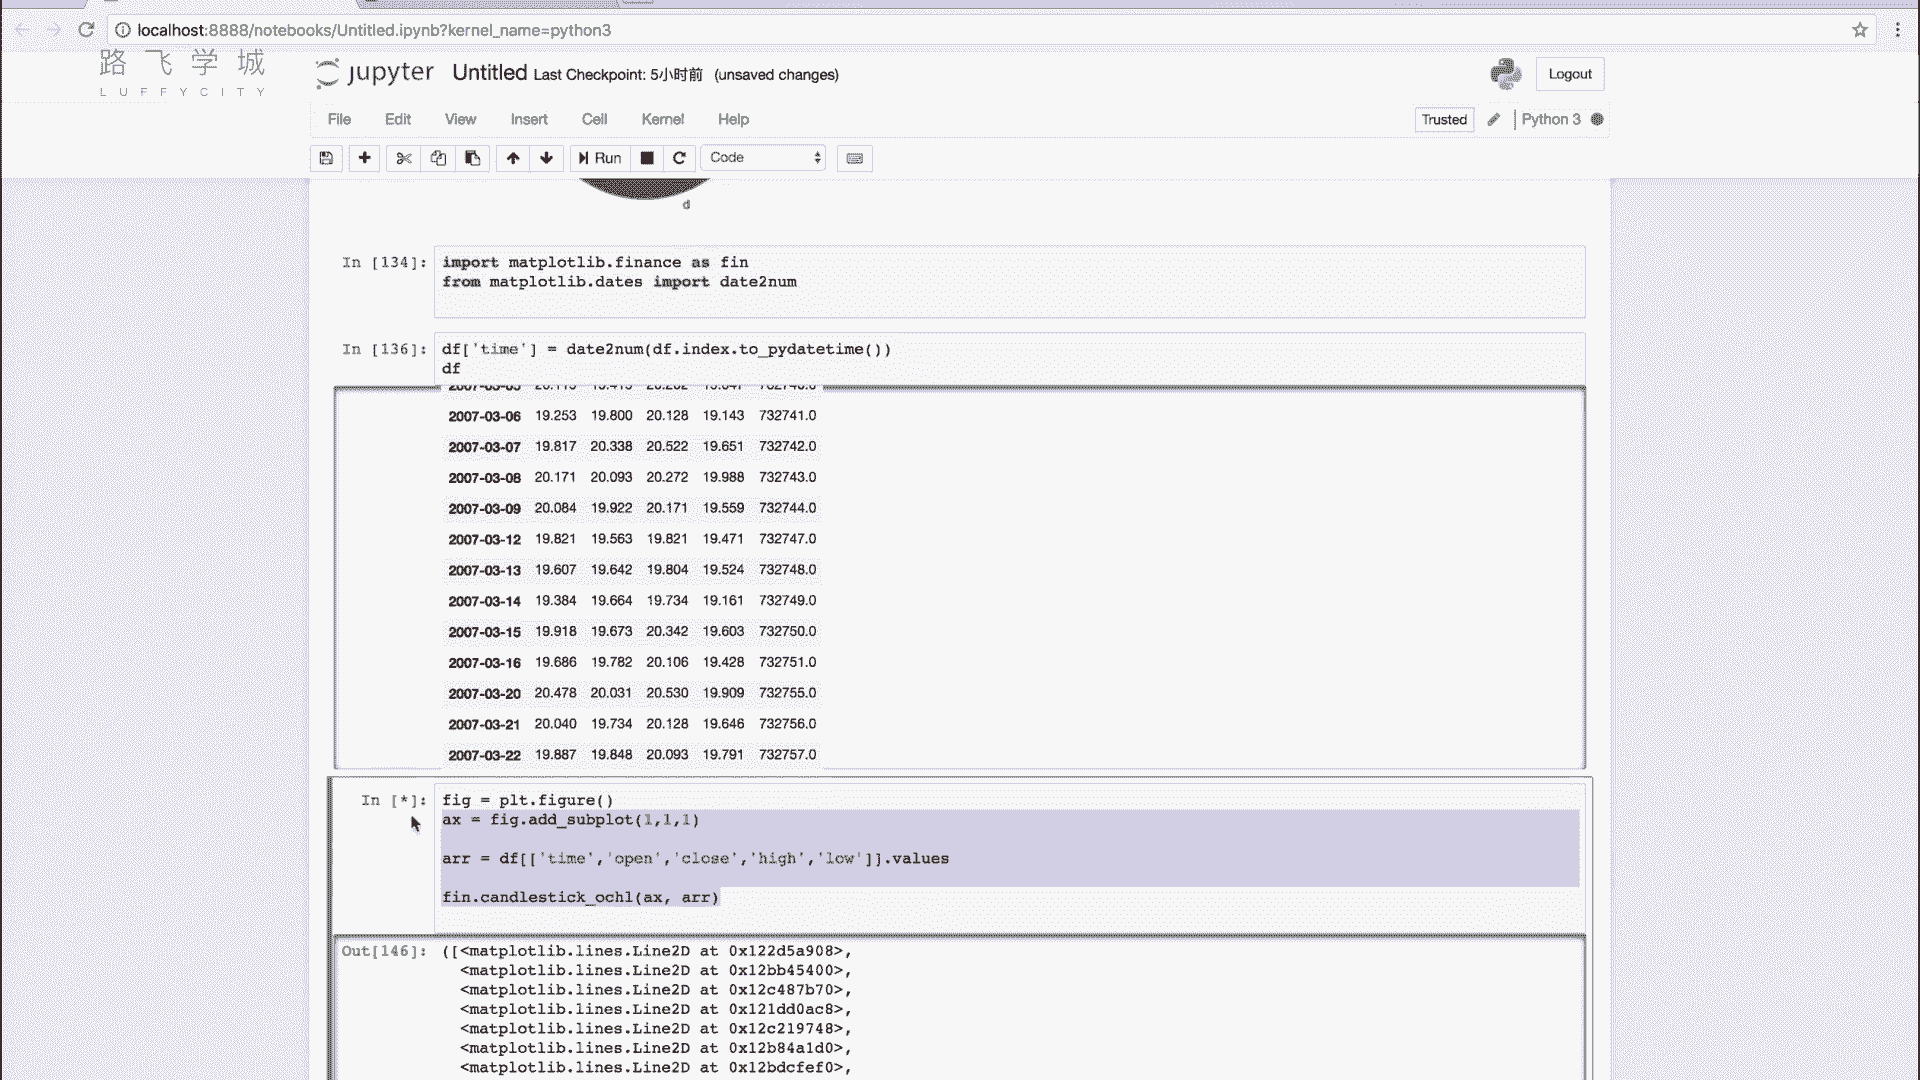 localhost:8888/notebooks/Untitled.ipynb?kernel_name=python3
路飞学城
LUFFYCITY
jupyter Untitled Last Checkpoint: 5小时前 (unsaved changes)
Logout
File Edit View Insert Cell Kernel Help
Trusted Python 3
Run Code
d
In [134]: import matplotlib.finance as fin
from matplotlib.dates import date2num
In [136]: df['time'] = date2num(df.index.to_pydatetime())
df
2007-03-06 19.253 19.800 20.128 19.143 732741.0
2007-03-07 19.817 20.338 20.522 19.651 732742.0
2007-03-08 20.171 20.093 20.272 19.988 732743.0
2007-03-09 20.084 19.922 20.171 19.559 732744.0
2007-03-12 19.821 19.563 19.821 19.471 732747.0
2007-03-13 19.607 19.642 19.804 19.524 732748.0
2007-03-14 19.384 19.664 19.734 19.161 732749.0
2007-03-15 19.918 19.673 20.342 19.603 732750.0
2007-03-16 19.686 19.782 20.106 19.428 732751.0
2007-03-20 20.478 20.031 20.530 19.909 732755.0
2007-03-21 20.040 19.734 20.128 19.646 732756.0
2007-03-22 19.887 19.848 20.093 19.791 732757.0
In [*]: fig = plt.figure()
ax = fig.add_subplot(1,1,1)
arr = df[['time','open','close','high','low']].values
fin.candlestick_ochl(ax, arr)
Out[146]: ([<matplotlib.lines.Line2D at 0x122d5a908>,
<matplotlib.lines.Line2D at 0x12bb45400>,
<matplotlib.lines.Line2D at 0x12c487b70>,
<matplotlib.lines.Line2D at 0x121dd0ac8>,
<matplotlib.lines.Line2D at 0x12c219748>,
<matplotlib.lines.Line2D at 0x12b84a1d0>,
<matplotlib.lines.Line2D at 0x12bdcfef0>,